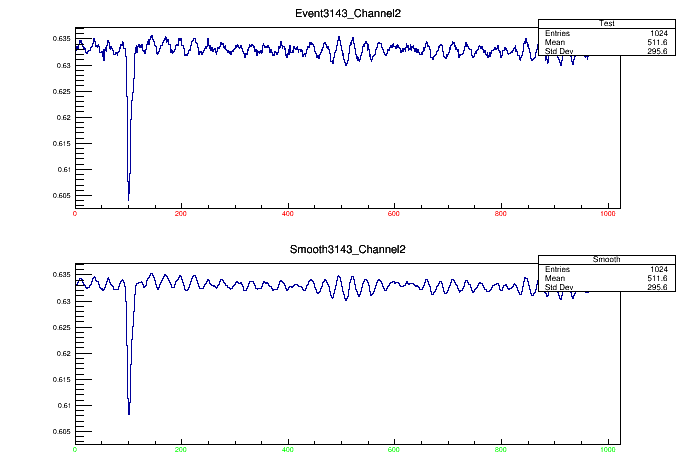 Event3143_Channel2
Test
Entries 1024
Mean 511.6
Std Dev 295.6
0.635
0.63
0.625
0.62
0.615
0.61
0.605
0 200 400 600 800 1000
Smooth3143_Channel2
Smooth
Entries 1024
Mean 511.6
Std Dev 295.6
0.635
0.63
0.625
0.62
0.615
0.61
0.605
0 200 400 600 800 1000